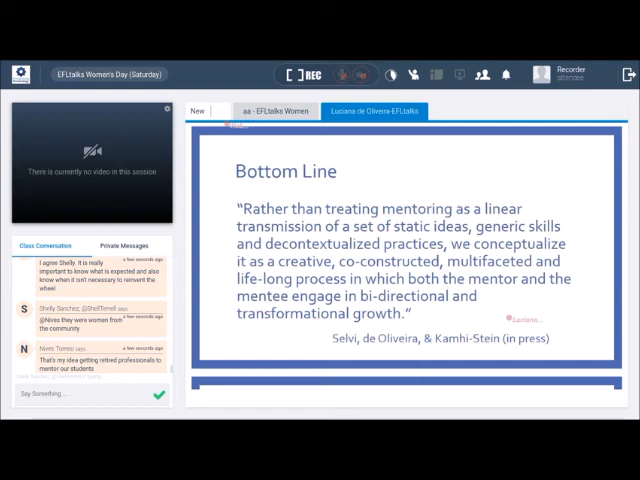 EFLtalks Women's Day (Saturday)
[ ] REC
Recorder
attendee
New
aa - EFLtalks Women
Luciana de Oliveira-EFLtalks
There is currently no video in this session
Class Conversation
Private Messages
a few seconds ago
I agree Shelly. It is really
important to know what is expected and also
know when it isn't necessary to reinvent the
wheel
S
Shelly Sanchez, @ShellTerrell says
a few seconds ago
@Nives they were women from
the community
N
Nives Torresi says
a few seconds ago
That's my idea getting retired professionals to
mentor our students
Say Something ...
Bottom Line
“Rather than treating mentoring as a linear
transmission of a set of static ideas, generic skills
and decontextualized practices, we conceptualize
it as a creative, co-constructed, multifaceted and
life-long process in which both the mentor and the
mentee engage in bi-directional and
transformational growth.”
Luciana...
Selvi, de Oliveira, & Kamhi-Stein (in press)